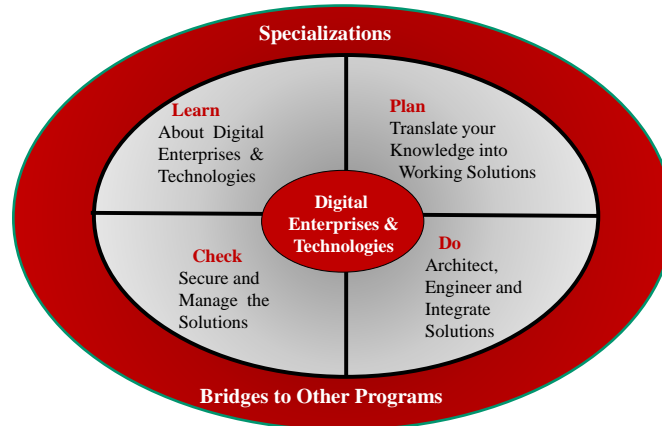 Specializations
Learn
About Digital
Enterprises &
Technologies
Plan
Translate your
Knowledge into
Working Solutions
Digital
Enterprises &
Technologies
Check
Secure and
Manage the
Solutions
Do
Architect,
Engineer and
Integrate
Solutions
Bridges to Other Programs